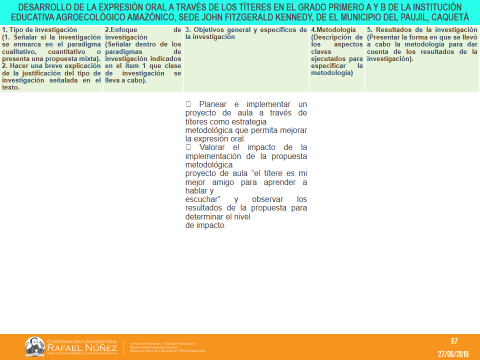 DESARROLLO DE LA EXPRESIÓN ORAL A TRAVÉS DE LOS TÍTERES EN EL GRADO PRIMERO A Y B DE LA INSTITUCIÓN
EDUCATIVA AGROECOLÓGICO AMAZÓNICO, SEDE JOHN FITZGERALD KENNEDY, DE EL MUNICIPIO DEL PAUJIL, CAQUETÁ
1. Tipo de investigación
(1. Señalar si la investigación
se enmarca en el paradigma
cualitativo, cuantitativo o
presenta una propuesta mixta).
2. Hacer una breve explicación
de la justificación del tipo de
investigación señalada en el
texto.
2.Enfoque de
investigación
(Señalar dentro de los
paradigmas de
investigación indicados
en el ítem 1 que clase
de investigación se
lleva a cabo).
3. Objetivos general y específicos de
la investigación
4.Metodología
(Descripción de
los aspectos
claves
ejecutados para
especificar la
metodología)
5. Resultados de la investigación
(Presentar la forma en que se llevó
a cabo la metodología para dar
cuenta de los resultados de la
investigación).
Planear e implementar un
proyecto de aula a través de
títeres como estrategia
metodológica que permita mejorar
la expresión oral.
Valorar el impacto de la
implementación de la propuesta
metodológica
proyecto de aula "el títere es mi
mejor amigo para aprender a
hablar y
escuchar" y observar los
resultados de la propuesta para
determinar el nivel
de impacto.
CORPORACIÓN UNIVERSITARIA
RAFAEL NÚÑEZ
67
27/06/2019